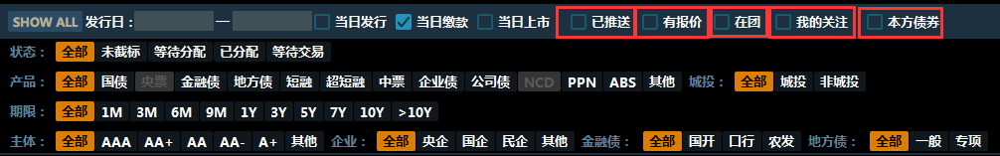 SHOW ALL 发行日： — 当日发行 当日缴款 当日上市 已推送 有报价 在团 我的关注 本方债券
状态： 全部 未截标 等待分配 已分配 等待交易
产品： 全部 国债 央票 金融债 地方债 短融 超短融 中票 企业债 公司债 NCD PPN ABS 其他 城投： 全部 城投 非城投
期限： 全部 1M 3M 6M 9M 1Y 3Y 5Y 7Y 10Y >10Y
主体： 全部 AAA AA+ AA AA- A+ 其他 企业： 全部 央企 国企 民企 其他 金融债： 全部 国开 口行 农发 地方债： 全部 一般 专项